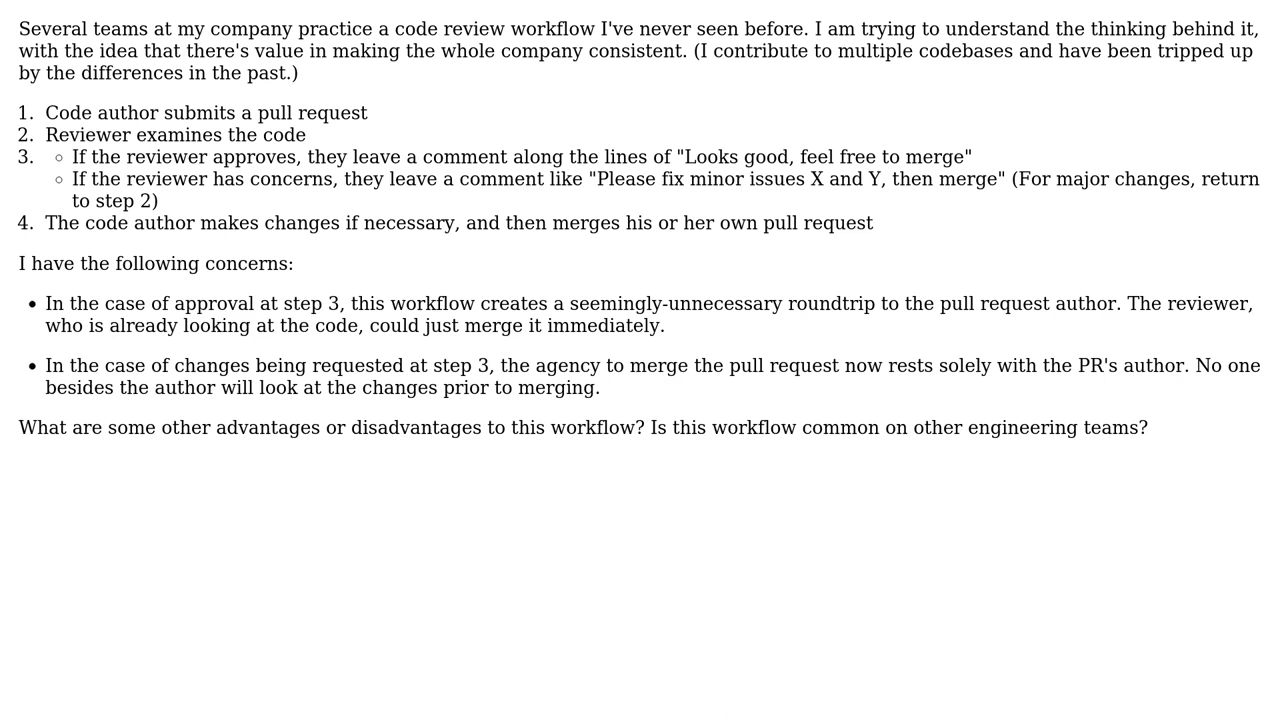 Several teams at my company practice a code review workflow I've never seen before. I am trying to understand the thinking behind it,
with the idea that there's value in making the whole company consistent. (I contribute to multiple codebases and have been tripped up
by the differences in the past.)
1. Code author submits a pull request
2. Reviewer examines the code
3. ◦ If the reviewer approves, they leave a comment along the lines of "Looks good, feel free to merge"
◦ If the reviewer has concerns, they leave a comment like "Please fix minor issues X and Y, then merge" (For major changes, return
to step 2)
4. The code author makes changes if necessary, and then merges his or her own pull request
I have the following concerns:
• In the case of approval at step 3, this workflow creates a seemingly-unnecessary roundtrip to the pull request author. The reviewer,
who is already looking at the code, could just merge it immediately.
• In the case of changes being requested at step 3, the agency to merge the pull request now rests solely with the PR's author. No one
besides the author will look at the changes prior to merging.
What are some other advantages or disadvantages to this workflow? Is this workflow common on other engineering teams?